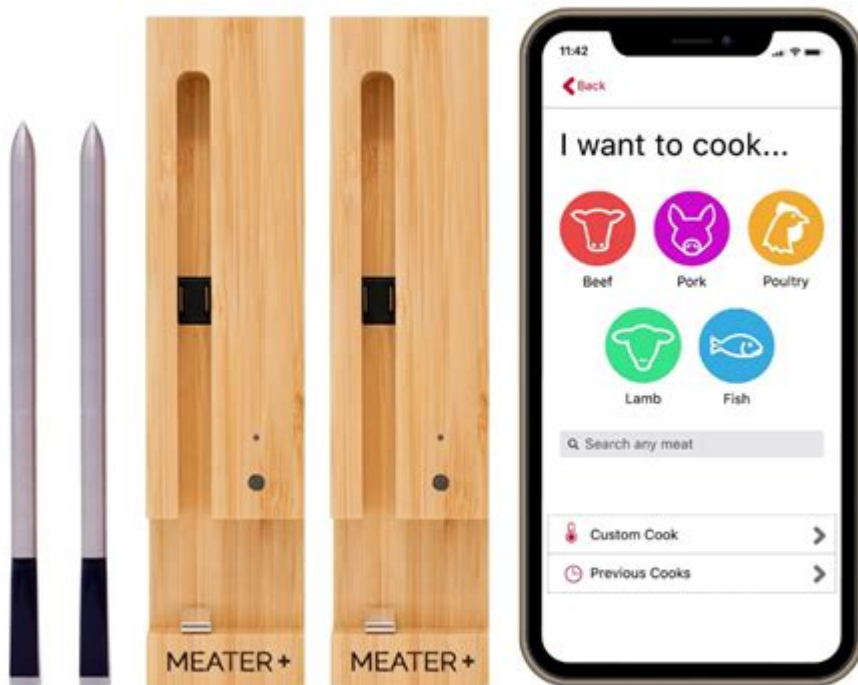 MEATER+
MEATER+
11:42
Back
I want to cook...
Beef
Pork
Poultry
Lamb
Fish
Search any meat
Custom Cook
Previous Cooks